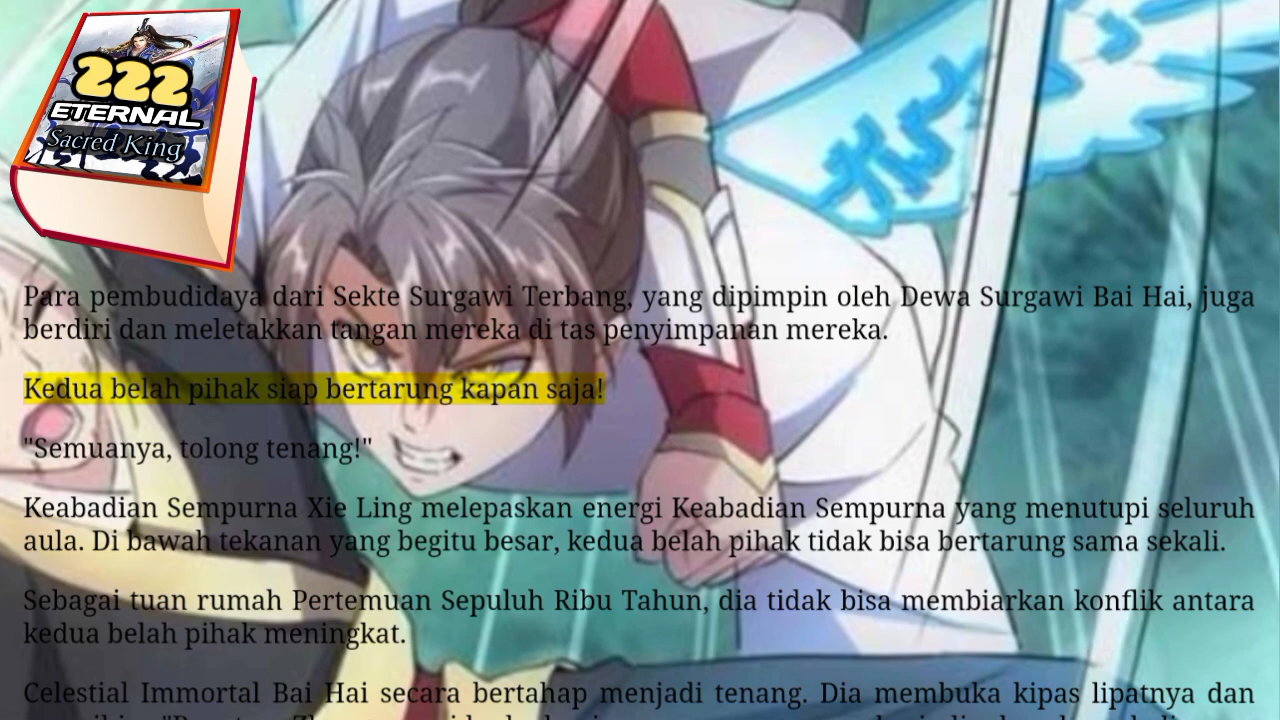 222
ETERNAL
Sacred King
Para pembudidaya dari Sekte Surgawi Terbang, yang dipimpin oleh Dewa Surgawi Bai Hai, juga
berdiri dan meletakkan tangan mereka di tas penyimpanan mereka.
Kedua belah pihak siap bertarung kapan saja!
"Semuanya, tolong tenang!"
Keabadian Sempurna Xie Ling melepaskan energi Keabadian Sempurna yang menutupi seluruh
aula. Di bawah tekanan yang begitu besar, kedua belah pihak tidak bisa bertarung sama sekali.
Sebagai tuan rumah Pertemuan Sepuluh Ribu Tahun, dia tidak bisa membiarkan konflik antara
kedua belah pihak meningkat.
Celestial Immortal Bai Hai secara bertahap menjadi tenang. Dia membuka kipas lipatnya dan